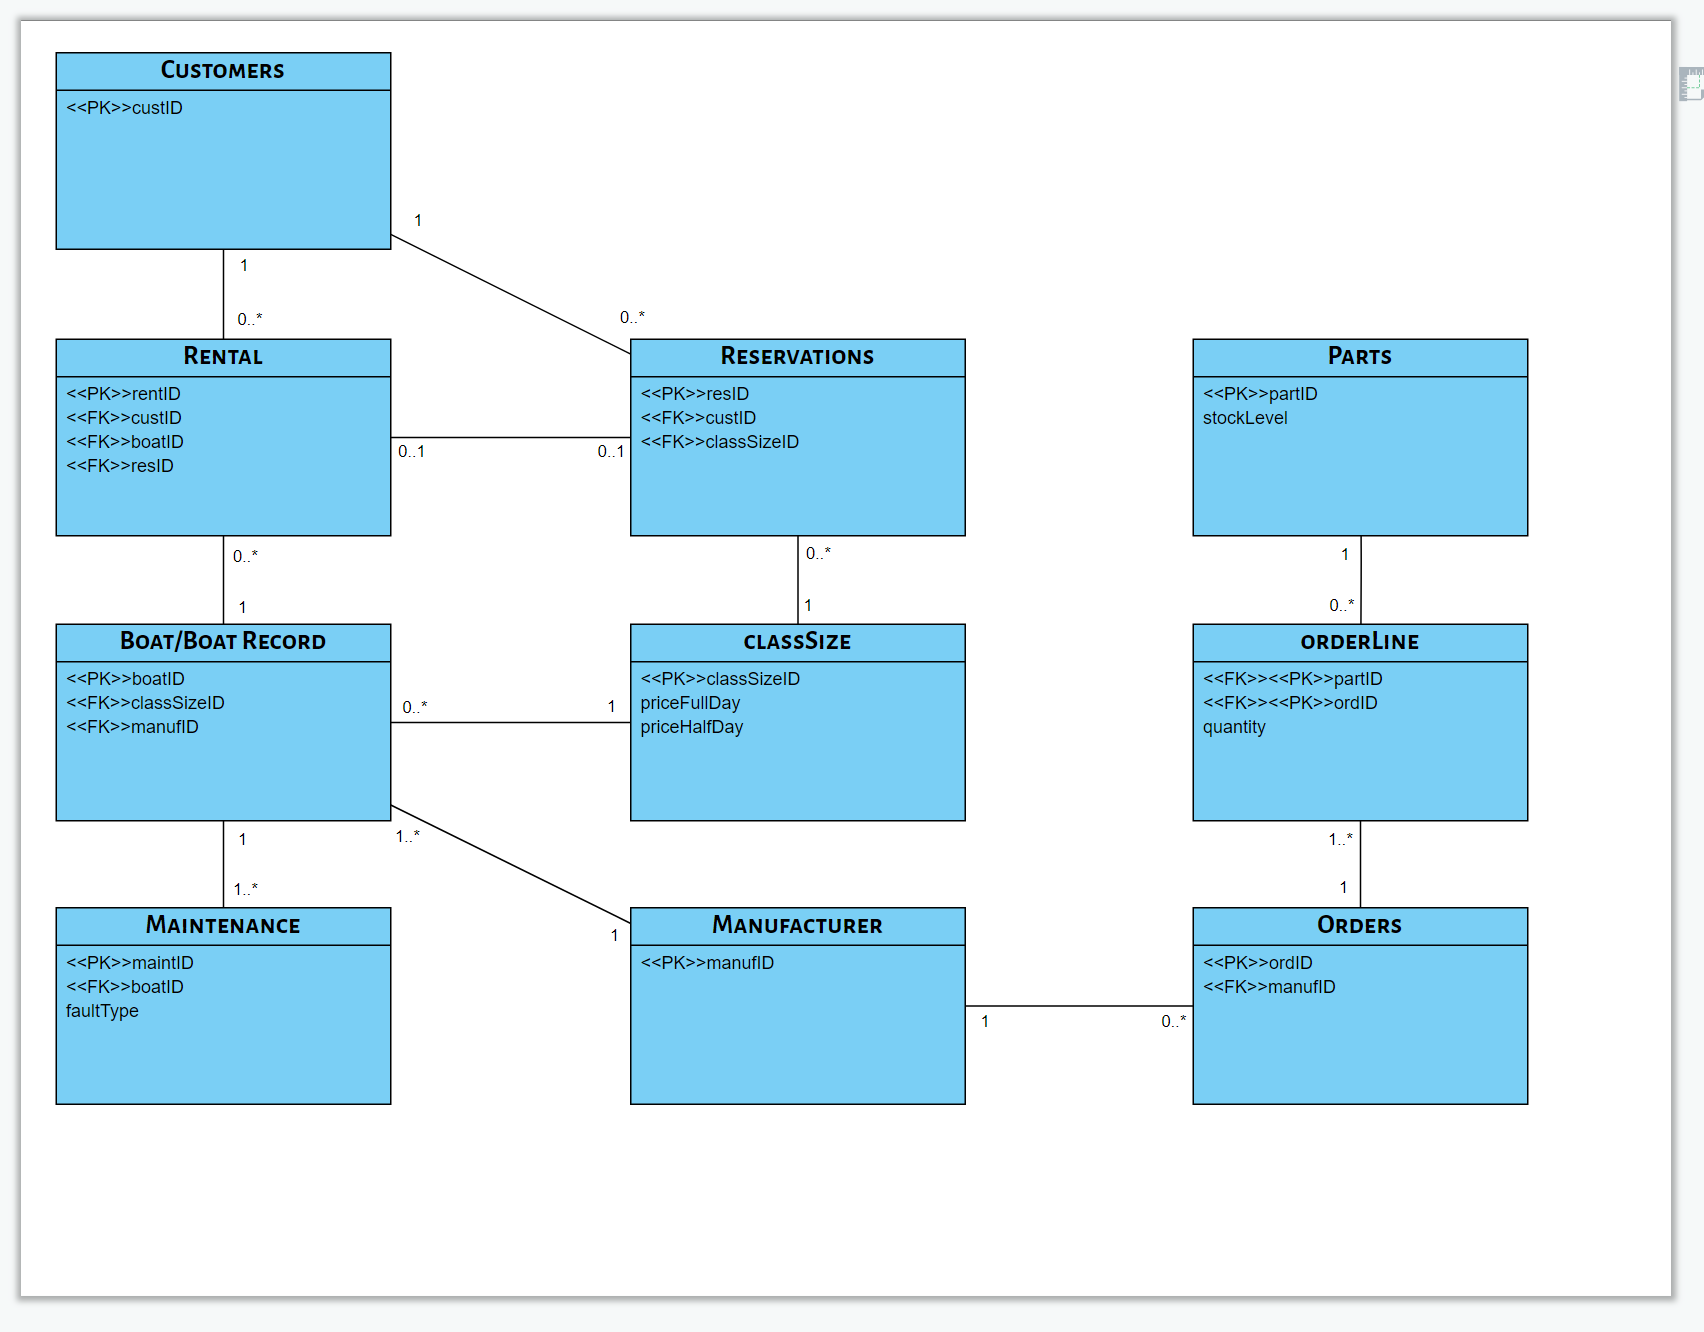 Customers
<<PK>>custID
1
1
0..*
0..*
Rental
<<PK>>rentID
<<FK>>custID
<<FK>>boatID
<<FK>>resID
0..1
0..1
Reservations
<<PK>>resID
<<FK>>custID
<<FK>>classSizeID
Parts
<<PK>>partID
stockLevel
0..*
1
0..*
1
1
0..*
Boat/Boat Record
<<PK>>boatID
<<FK>>classSizeID
<<FK>>manufID
0..*
1
classSize
<<PK>>classSizeID
priceFullDay
priceHalfDay
orderLine
<<FK>><<PK>>partID
<<FK>><<PK>>ordID
quantity
1
1..*
1..*
1
1..*
1
Maintenance
<<PK>>maintID
<<FK>>boatID
faultType
Manufacturer
<<PK>>manufID
1
0..*
Orders
<<PK>>ordID
<<FK>>manufID